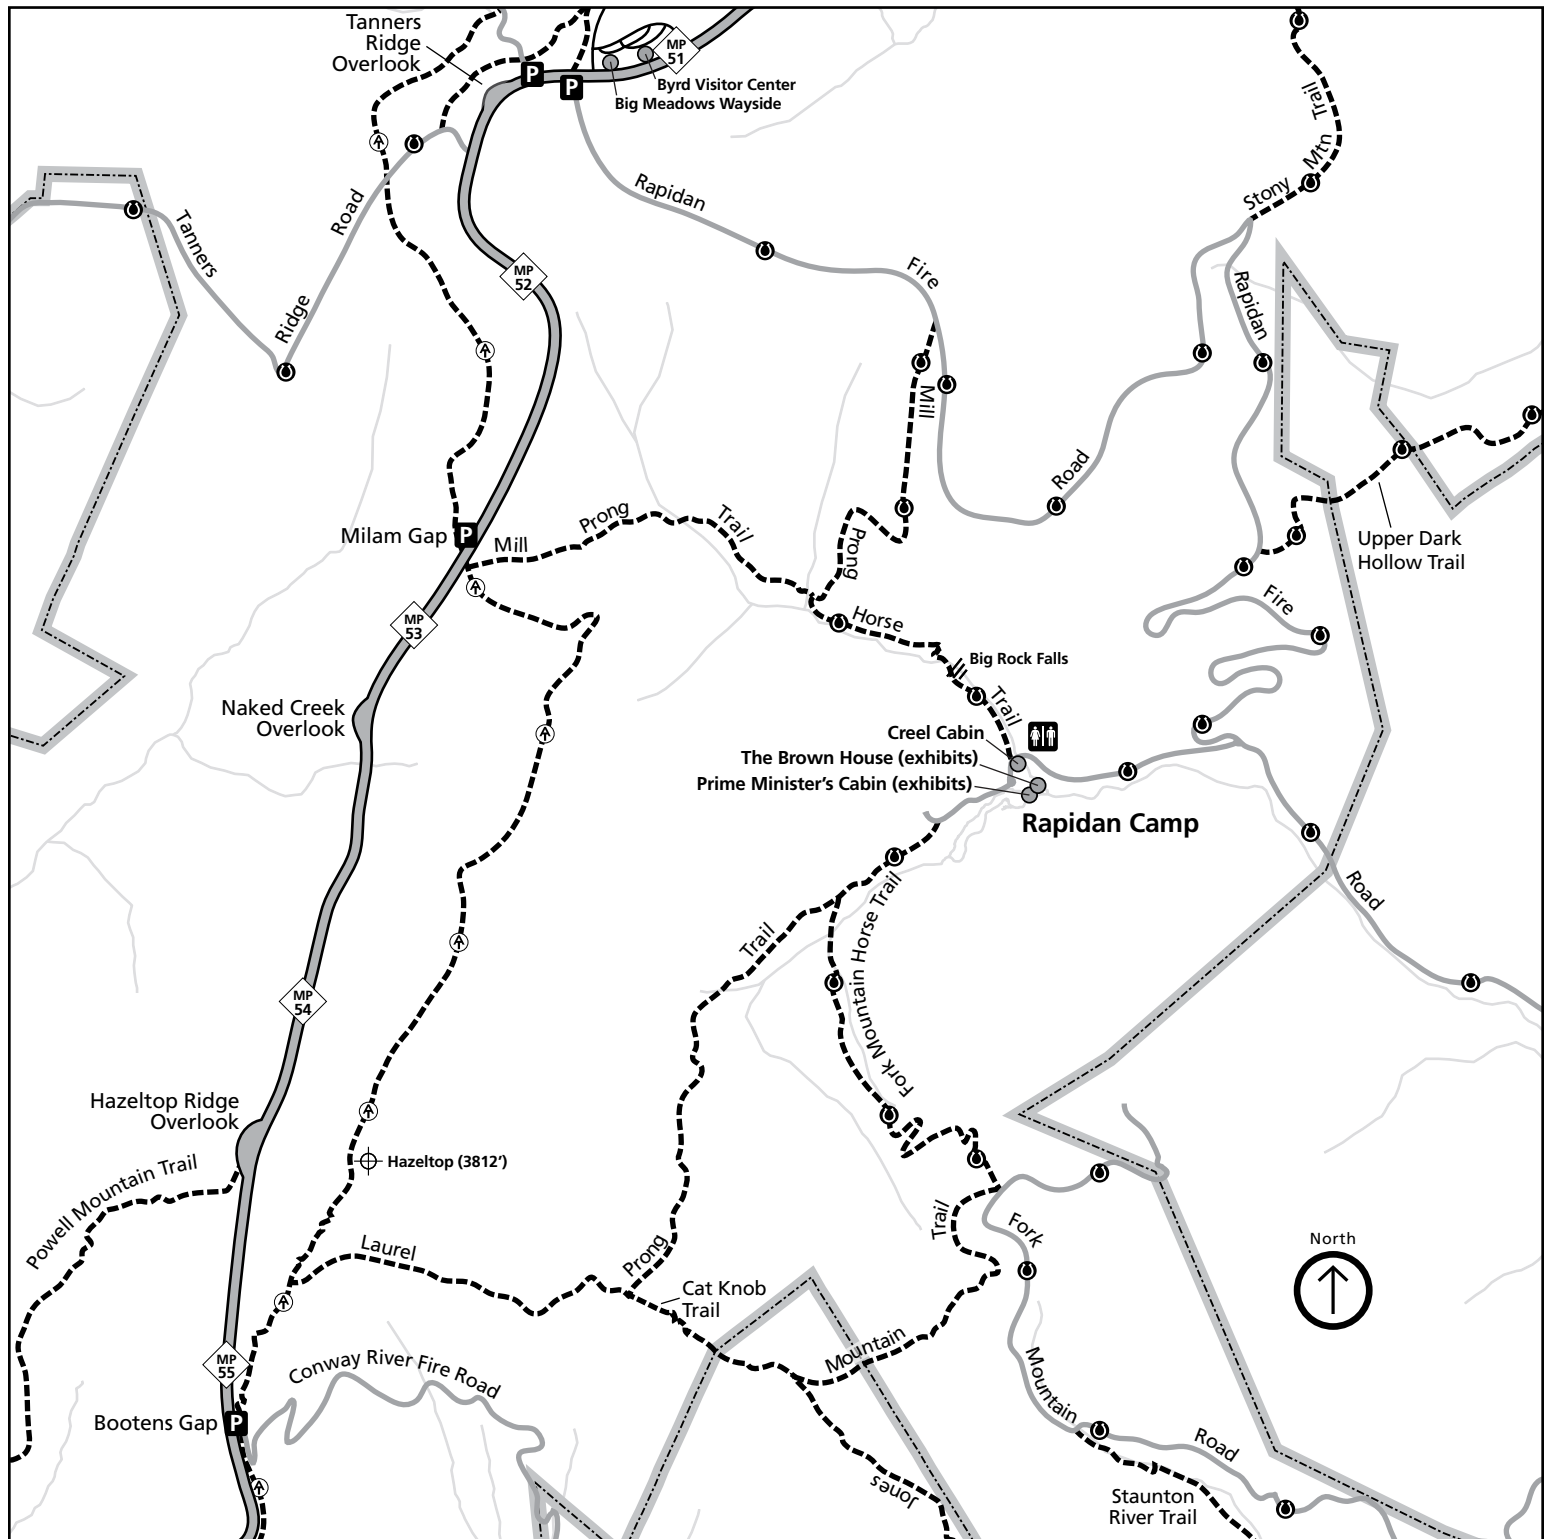 Tanners
Ridge
Overlook
P
P
MP
51
Byrd Visitor Center
Big Meadows Wayside
Stony Mtn Trail
Tanners Ridge Road
Rapidan Fire Road
MP
52
Rapidan Fire Road
Mill Prong Horse Trail
Milam Gap
P
Mill Prong Trail
Upper Dark
Hollow Trail
MP
53
Big Rock Falls
Naked Creek
Overlook
Creel Cabin
The Brown House (exhibits)
Prime Minister's Cabin (exhibits)
Rapidan Camp
Fork Mountain Horse Trail
MP
54
Hazeltop Ridge
Overlook
Powell Mountain Trail
Hazeltop (3812')
Laurel Prong Trail
Cat Knob
Trail
Jones Mountain Trail
Fork Mountain Road
North
MP
55
Conway River Fire Road
Bootens Gap
P
Staunton
River Trail